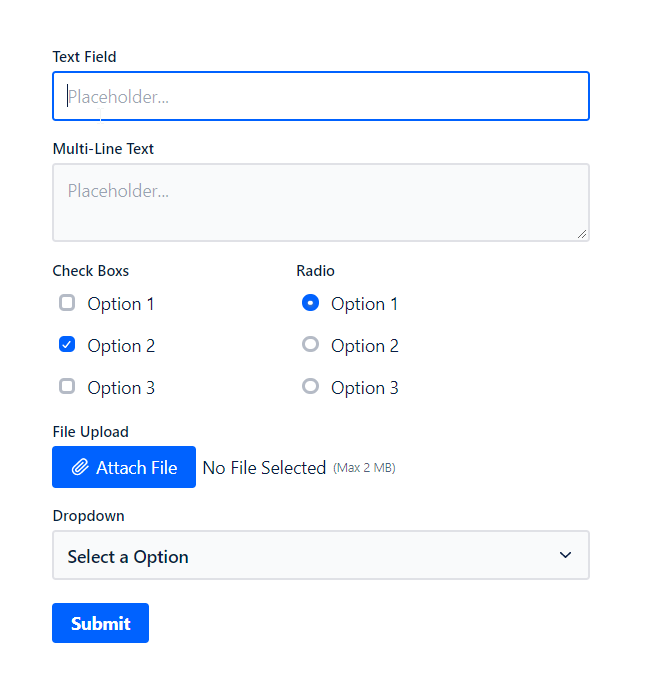 Text Field
Placeholder...
Multi-Line Text
Placeholder...
Check Boxs
Radio
Option 1
Option 1
Option 2
Option 2
Option 3
Option 3
File Upload
Attach File No File Selected (Max 2 MB)
Dropdown
Select a Option
Submit